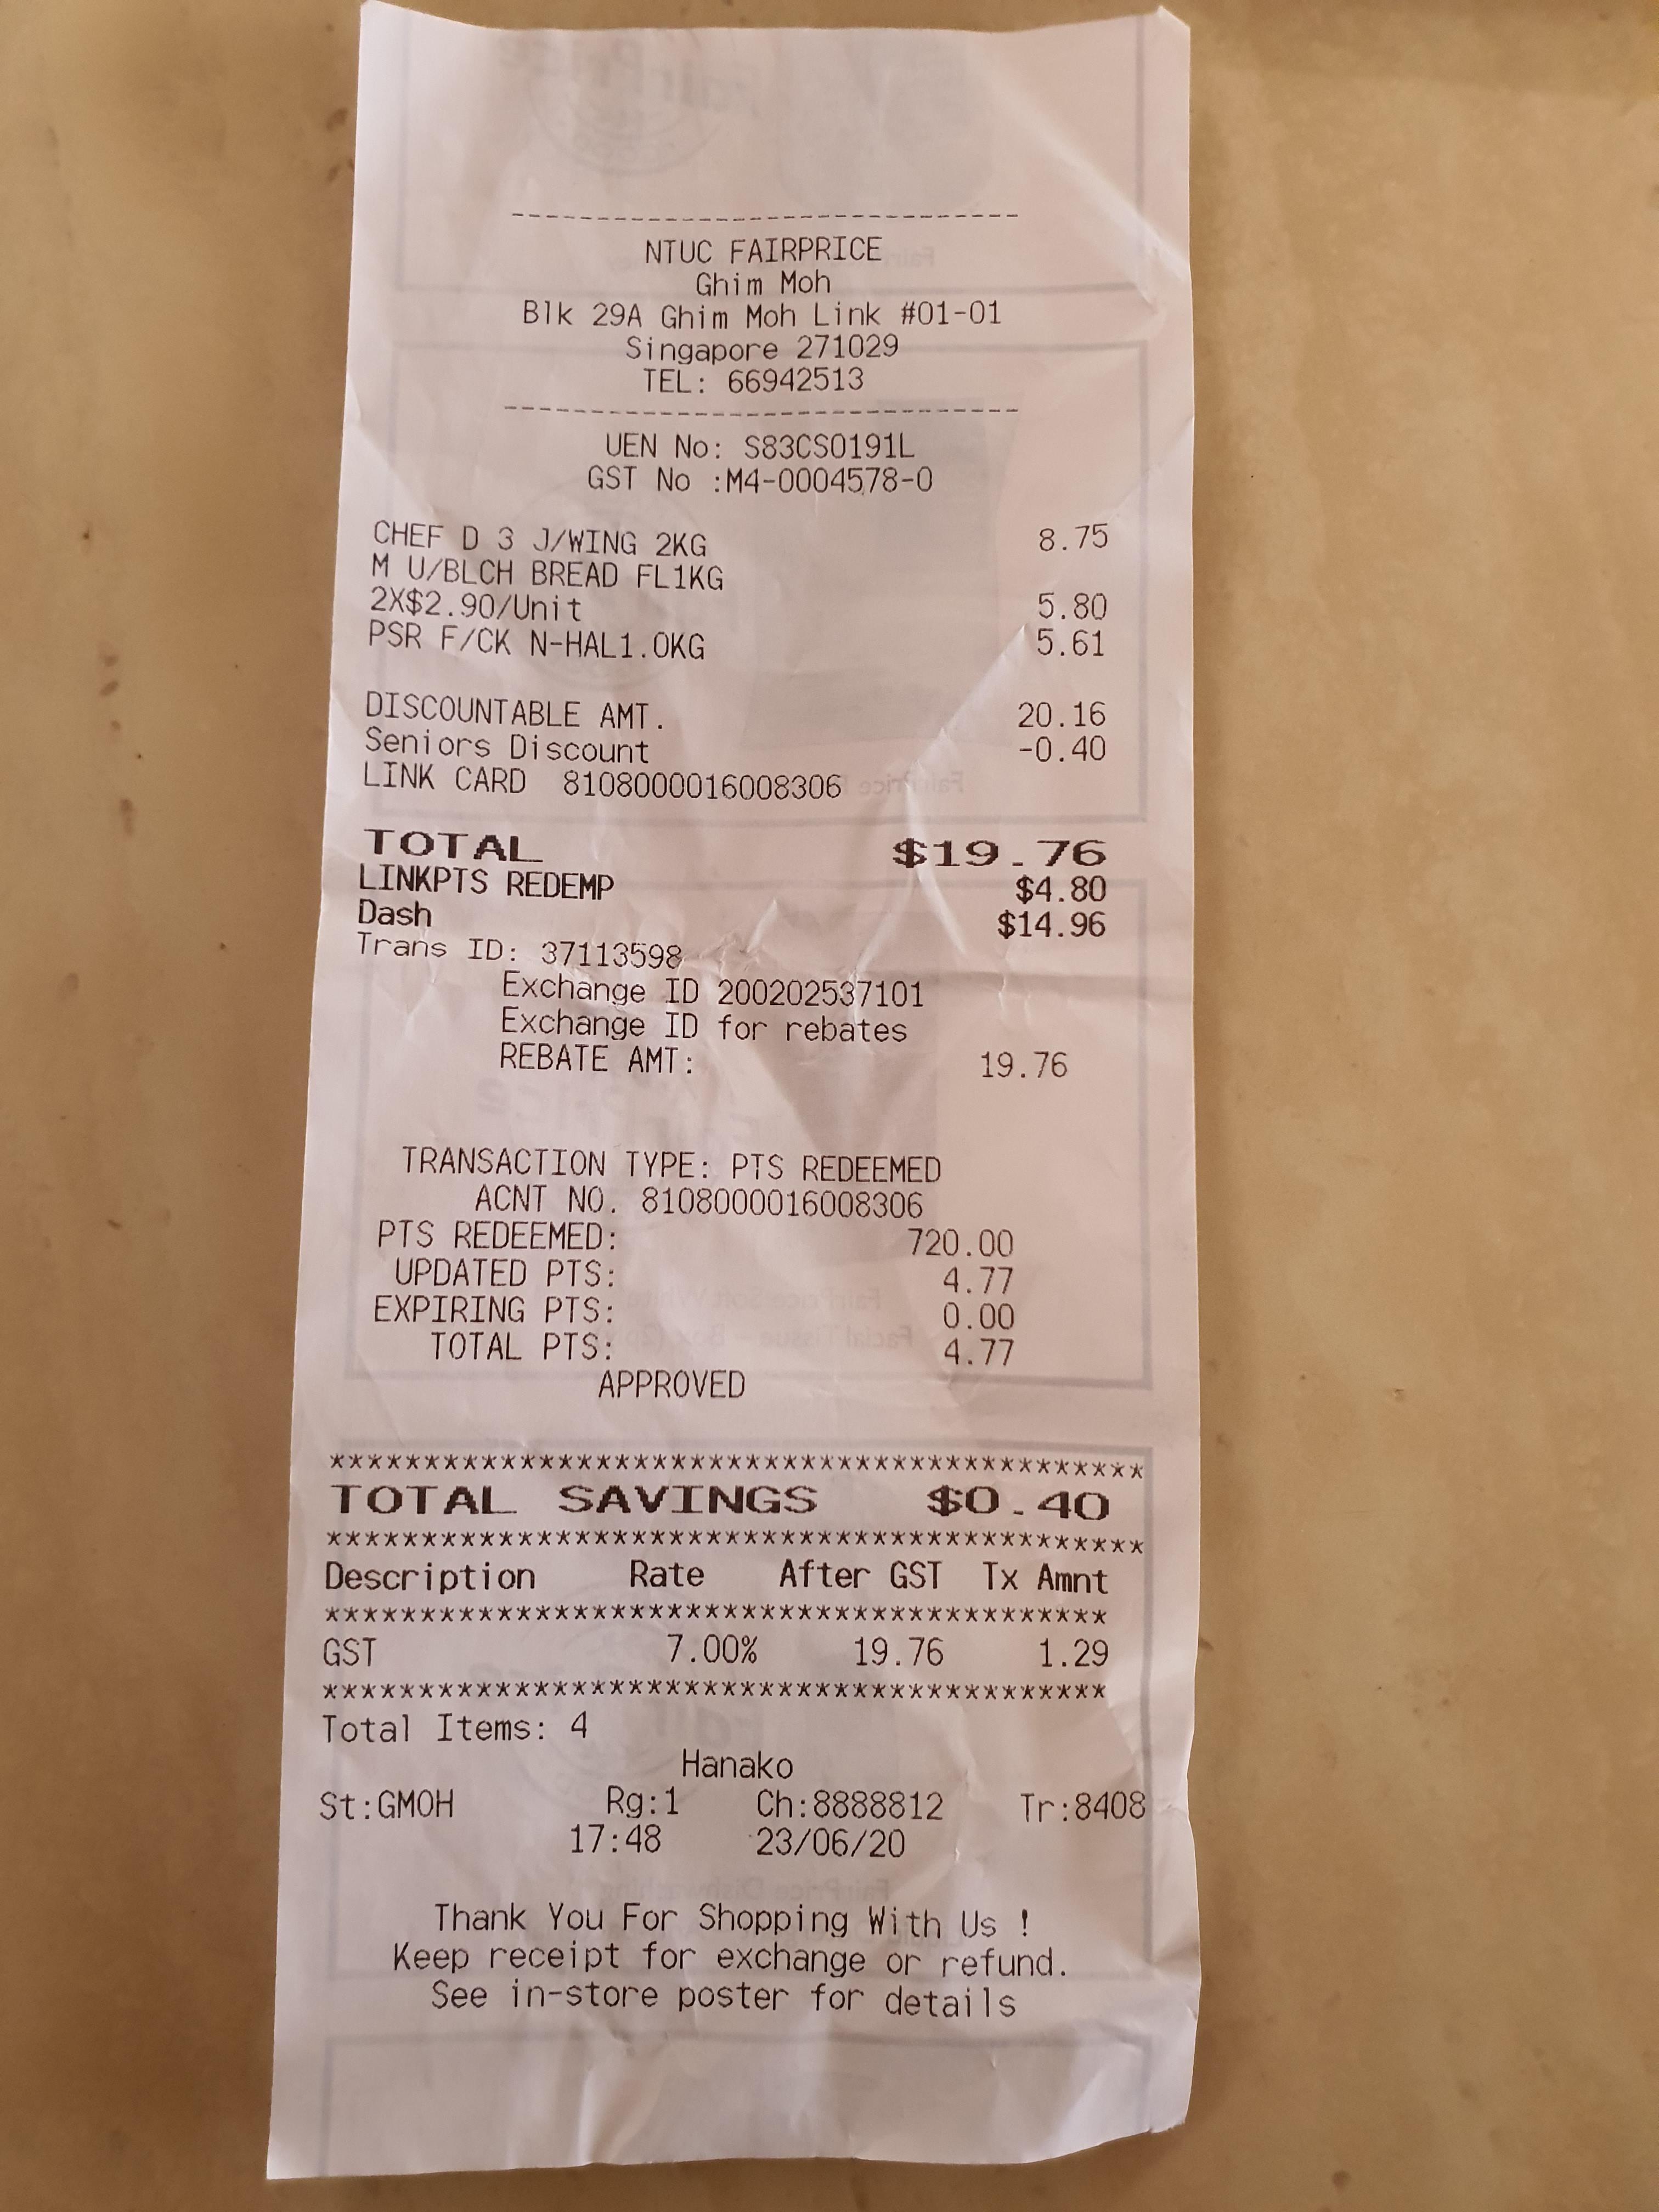 ------------------------------
NTUC FAIRPRICE
Ghim Moh
Blk 29A Ghim Moh Link #01-01
Singapore 271029
TEL: 66942513
------------------------------
UEN No: S83CS0191L
GST No :M4-0004578-0
CHEF D 3 J/WING 2KG 8.75
M U/BLCH BREAD FL1KG
2X$2.90/Unit 5.80
PSR F/CK N-HAL1.0KG 5.61
DISCOUNTABLE AMT. 20.16
Seniors Discount -0.40
LINK CARD 8108000016008306
TOTAL $19.76
LINKPTS REDEMP $4.80
Dash $14.96
Trans ID: 37113598
Exchange ID 200202537101
Exchange ID for rebates
REBATE AMT: 19.76
TRANSACTION TYPE: PTS REDEEMED
ACNT NO. 8108000016008306
PTS REDEEMED: 720.00
UPDATED PTS: 4.77
EXPIRING PTS: 0.00
TOTAL PTS: 4.77
APPROVED
******************************************
TOTAL SAVINGS $0.40
******************************************
Description Rate After GST Tx Amnt
******************************************
GST 7.00% 19.76 1.29
******************************************
Total Items: 4
Hanako
St:GMOH Rg:1 Ch:8888812 Tr:8408
17:48 23/06/20
Thank You For Shopping With Us !
Keep receipt for exchange or refund.
See in-store poster for details